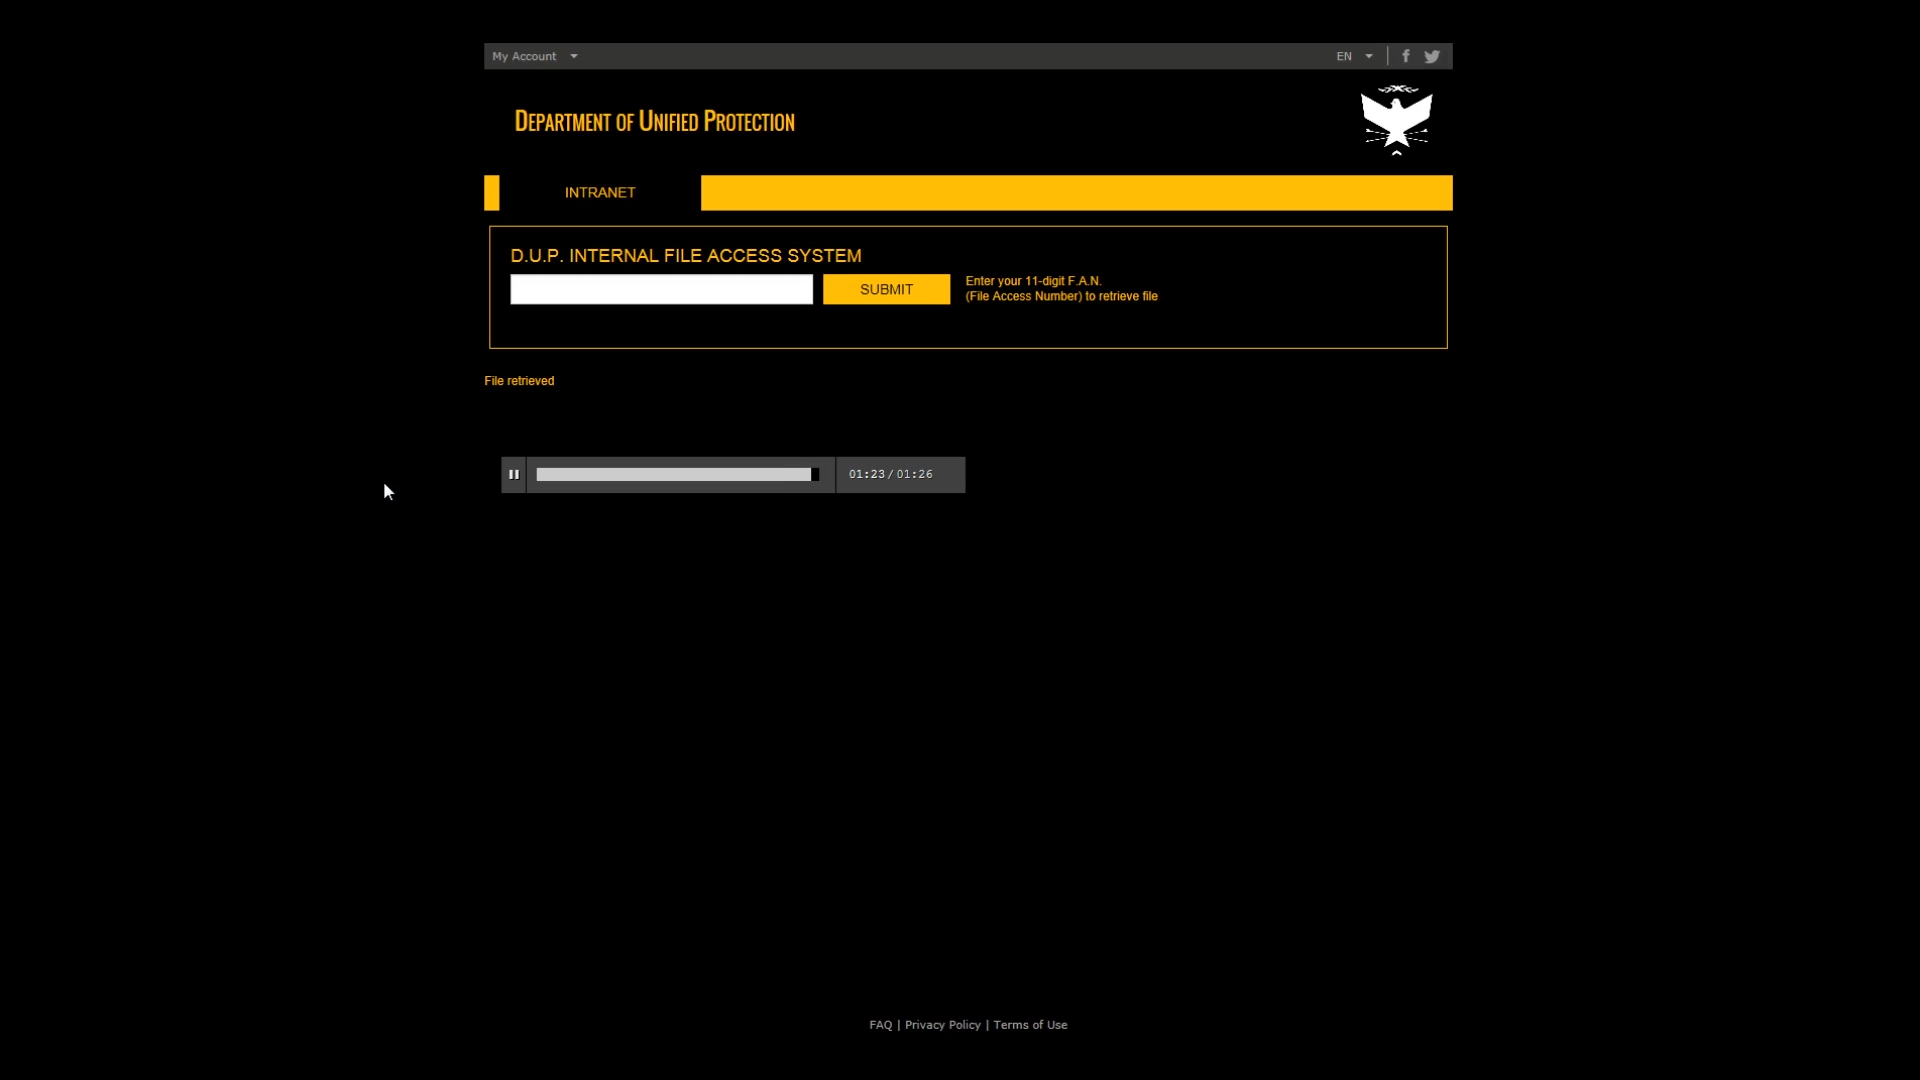 My Account
EN
DEPARTMENT OF UNIFIED PROTECTION
INTRANET
D.U.P. INTERNAL FILE ACCESS SYSTEM
SUBMIT
Enter your 11-digit F.A.N.
(File Access Number) to retrieve file
File retrieved
01:23 / 01:26
FAQ | Privacy Policy | Terms of Use